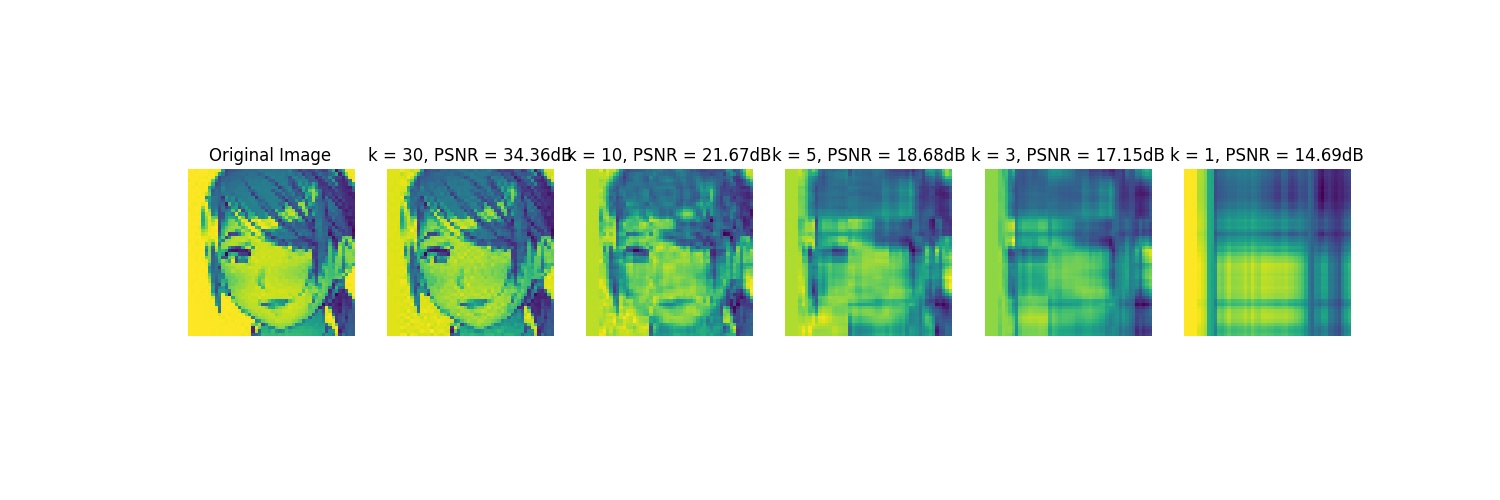 Original Image
k = 30, PSNR = 34.36dB
k = 10, PSNR = 21.67dB
k = 5, PSNR = 18.68dB
k = 3, PSNR = 17.15dB
k = 1, PSNR = 14.69dB